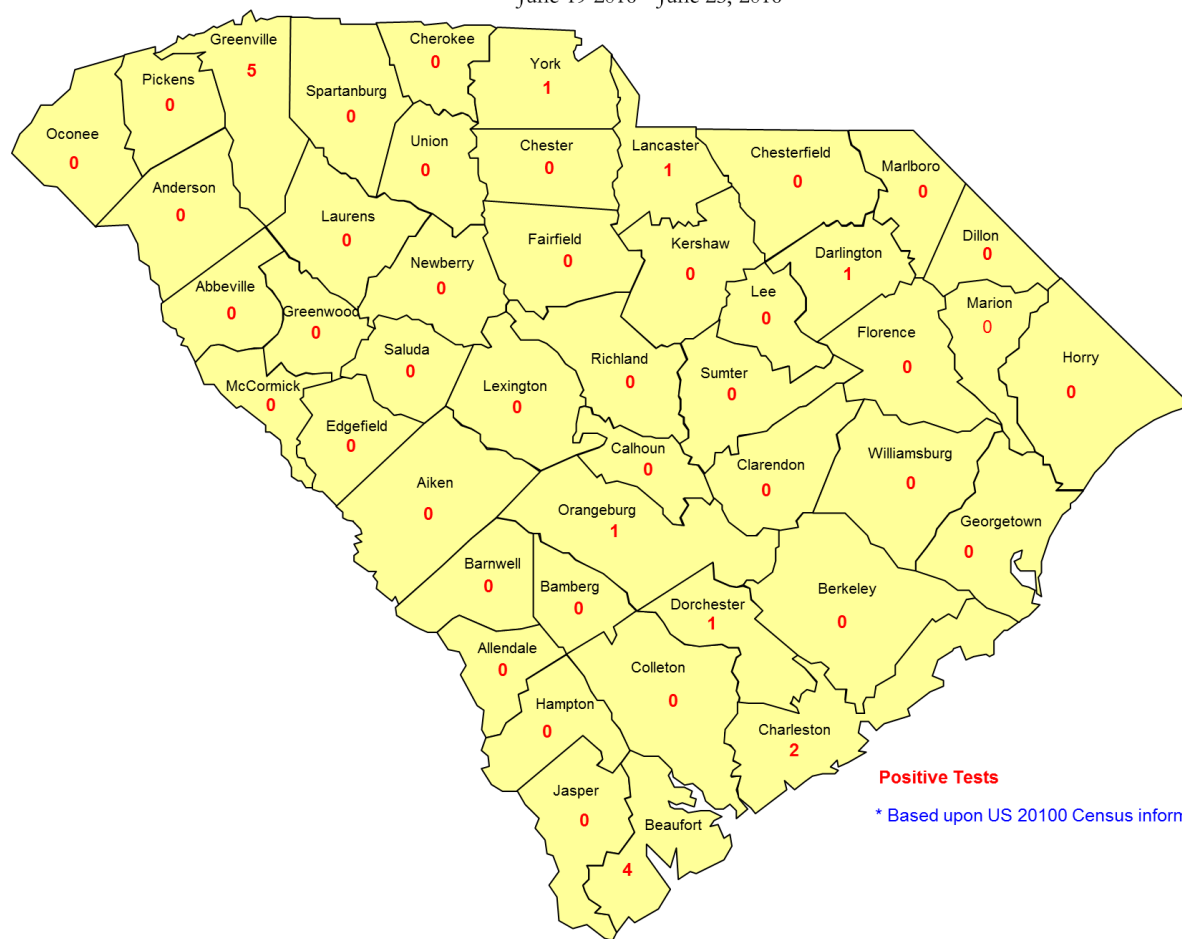 June 19 June
Greenville
5
Cherokee
0
York
1
Pickens
0
Spartanburg
0
Oconee
0
Union
0
Chester
0
Lancaster
1
Chesterfield
0
Marlboro
0
Anderson
0
Laurens
0
Fairfield
0
Kershaw
0
Darlington
1
Dillon
0
Newberry
0
Abbeville
0
Greenwood
0
Lee
0
Marion
0
Florence
0
Saluda
0
Richland
0
Horry
0
McCormick
0
Lexington
0
Sumter
0
Edgefield
0
Calhoun
0
Clarendon
0
Williamsburg
0
Aiken
0
Orangeburg
1
Georgetown
0
Barnwell
0
Bamberg
0
Dorchester
1
Berkeley
0
Allendale
0
Colleton
0
Hampton
0
Charleston
2
Jasper
0
Beaufort
4
Positive Tests
* Based upon US 20100 Census inform